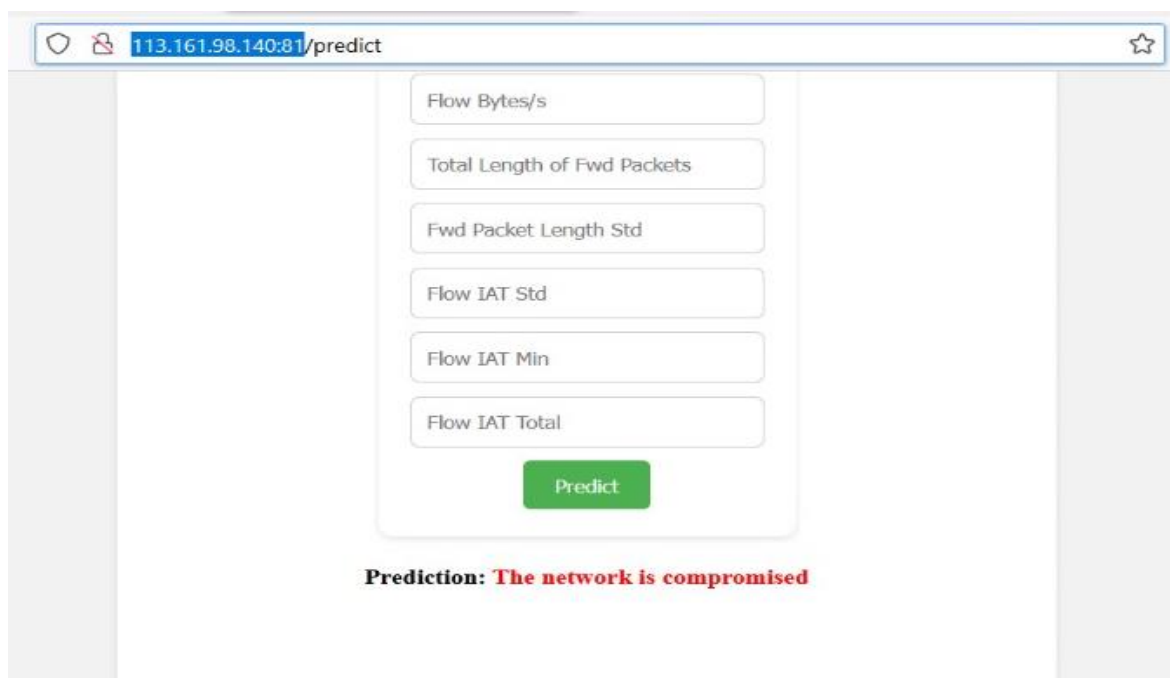 113.161.98.140:81/predict
Flow Bytes/s
Total Length of Fwd Packets
Fwd Packet Length Std
Flow IAT Std
Flow IAT Min
Flow IAT Total
Predict
Prediction: The network is compromised